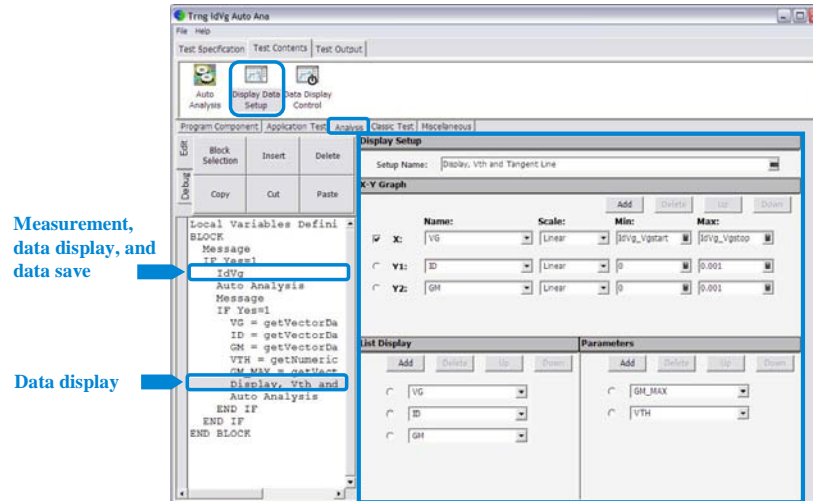 Trng IdVg Auto Ana
File Help
Test Specification Test Contents Test Output
Auto Analysis Display Data Setup Data Display Control
Program Component Application Test Analysis Classic Test Miscellaneous
Edit
Debug
Block Selection Insert Delete
Copy Cut Paste
Measurement,
data display, and
data save
Data display
Local Variables Defini
BLOCK
Message
IF Yes=1
IdVg
Auto Analysis
Message
IF Yes=1
VG = getVectorDa
ID = getVectorDa
GM = getVectorDa
VTH = getNumeric
GM_MAX = getVect
Display, Vth and
Auto Analysis
END IF
END IF
END BLOCK
Display Setup
Setup Name: Display, Vth and Tangent Line
X-Y Graph
Add Delete Up Down
Name: Scale: Min: Max:
X: VG Linear IdVg_Vgstart IdVg_Vgstop
Y1: ID Linear 0 0.001
Y2: GM Linear 0 0.001
List Display
Add Delete Up Down
VG
ID
GM
Parameters
Add Delete Up Down
GM_MAX
VTH